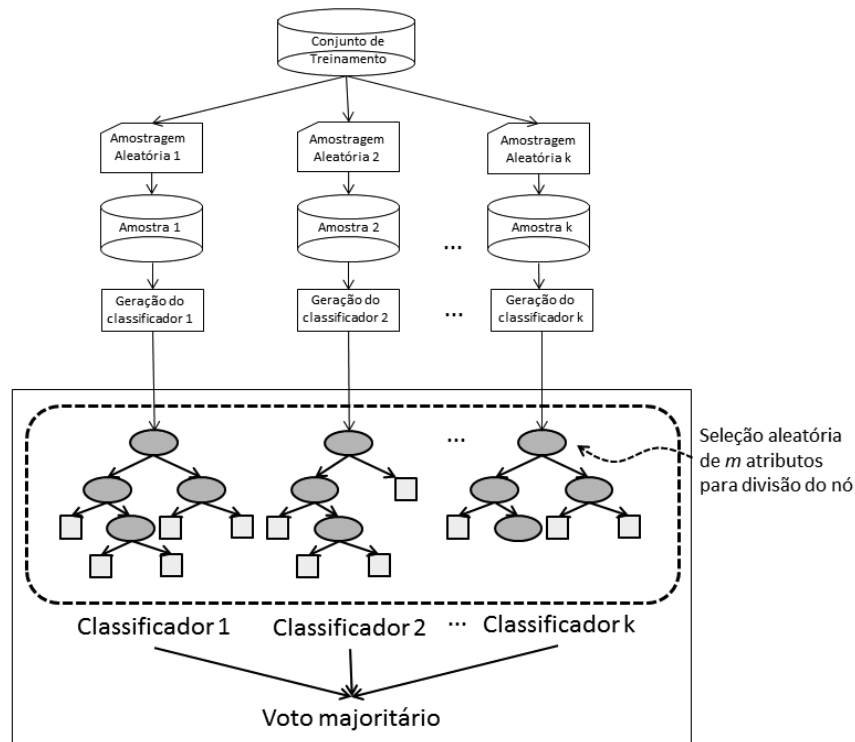 Conjunto de
Treinamento
Amostragem
Aleatória 1
Amostragem
Aleatória 2
Amostragem
Aleatória k
Amostra 1
Amostra 2
...
Amostra k
Geração do
classificador 1
Geração do
classificador 2
...
Geração do
classificador k
...
Seleção aleatória
de m atributos
para divisão do nó
Classificador 1
Classificador 2
...
Classificador k
Voto majoritário